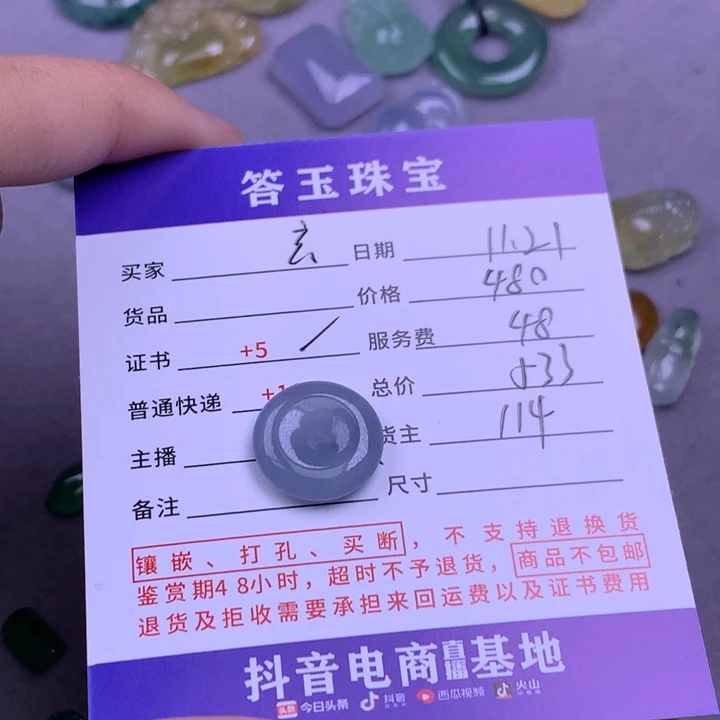 答玉珠宝
买家 玄 日期 11.21
货品 价格 480
证书 +5 / 服务费 48
普通快递 总价 533
主播 货主 114
备注 尺寸
镶嵌、打孔、买断，不支持退换货
鉴赏期48小时，超时不予退货，商品不包邮
退货及拒收需要承担来回运费以及证书费用
抖音电商直播基地
头条 今日头条 抖音 西瓜视频 火山